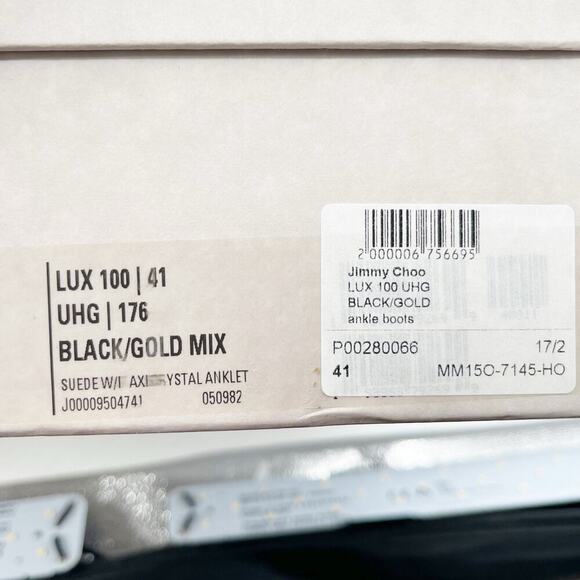 LUX 100 | 41
UHG | 176
BLACK/GOLD MIX
SUEDE W/ ANKLET
J00009504741 050982
2 000006 756695
Jimmy Choo
LUX 100 UHG
BLACK/GOLD
ankle boots
P00280066 17/2
41 MM15O-7145-HO